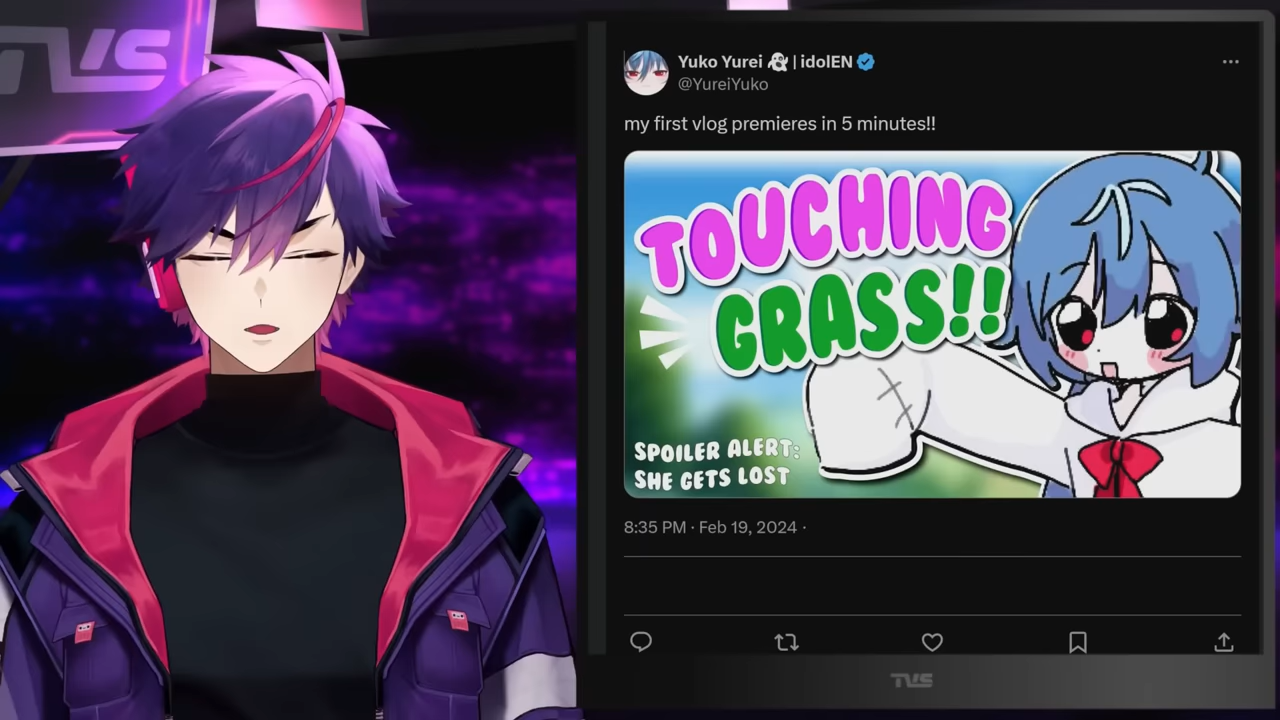 TVS
Yuko Yurei 👻 | idolEN
@YureiYuko
my first vlog premieres in 5 minutes!!
TOUCHING
GRASS!!
SPOILER ALERT:
SHE GETS LOST
8:35 PM · Feb 19, 2024 ·
TVS